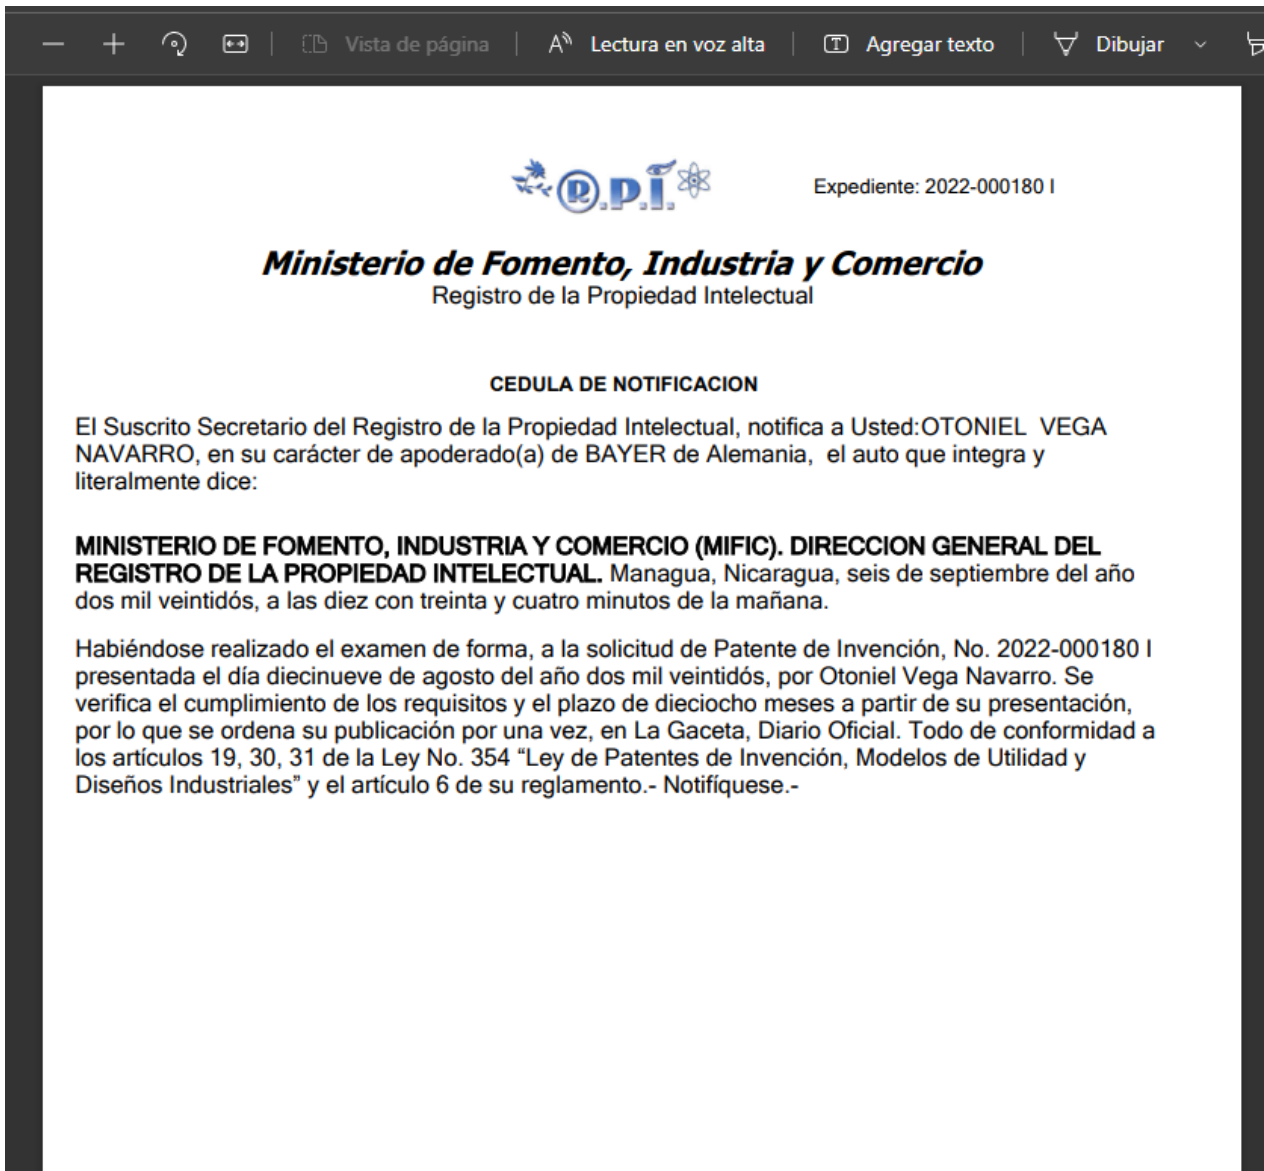 Vista de página
Lectura en voz alta
Agregar texto
Dibujar
®.P.I.
Expediente: 2022-000180 I
Ministerio de Fomento, Industria y Comercio
Registro de la Propiedad Intelectual
CEDULA DE NOTIFICACION
El Suscrito Secretario del Registro de la Propiedad Intelectual, notifica a Usted:OTONIEL VEGA
NAVARRO, en su carácter de apoderado(a) de BAYER de Alemania, el auto que integra y
literalmente dice:
MINISTERIO DE FOMENTO, INDUSTRIA Y COMERCIO (MIFIC). DIRECCION GENERAL DEL
REGISTRO DE LA PROPIEDAD INTELECTUAL. Managua, Nicaragua, seis de septiembre del año
dos mil veintidós, a las diez con treinta y cuatro minutos de la mañana.
Habiéndose realizado el examen de forma, a la solicitud de Patente de Invención, No. 2022-000180 I
presentada el día diecinueve de agosto del año dos mil veintidós, por Otoniel Vega Navarro. Se
verifica el cumplimiento de los requisitos y el plazo de dieciocho meses a partir de su presentación,
por lo que se ordena su publicación por una vez, en La Gaceta, Diario Oficial. Todo de conformidad a
los artículos 19, 30, 31 de la Ley No. 354 “Ley de Patentes de Invención, Modelos de Utilidad y
Diseños Industriales” y el artículo 6 de su reglamento.- Notifíquese.-